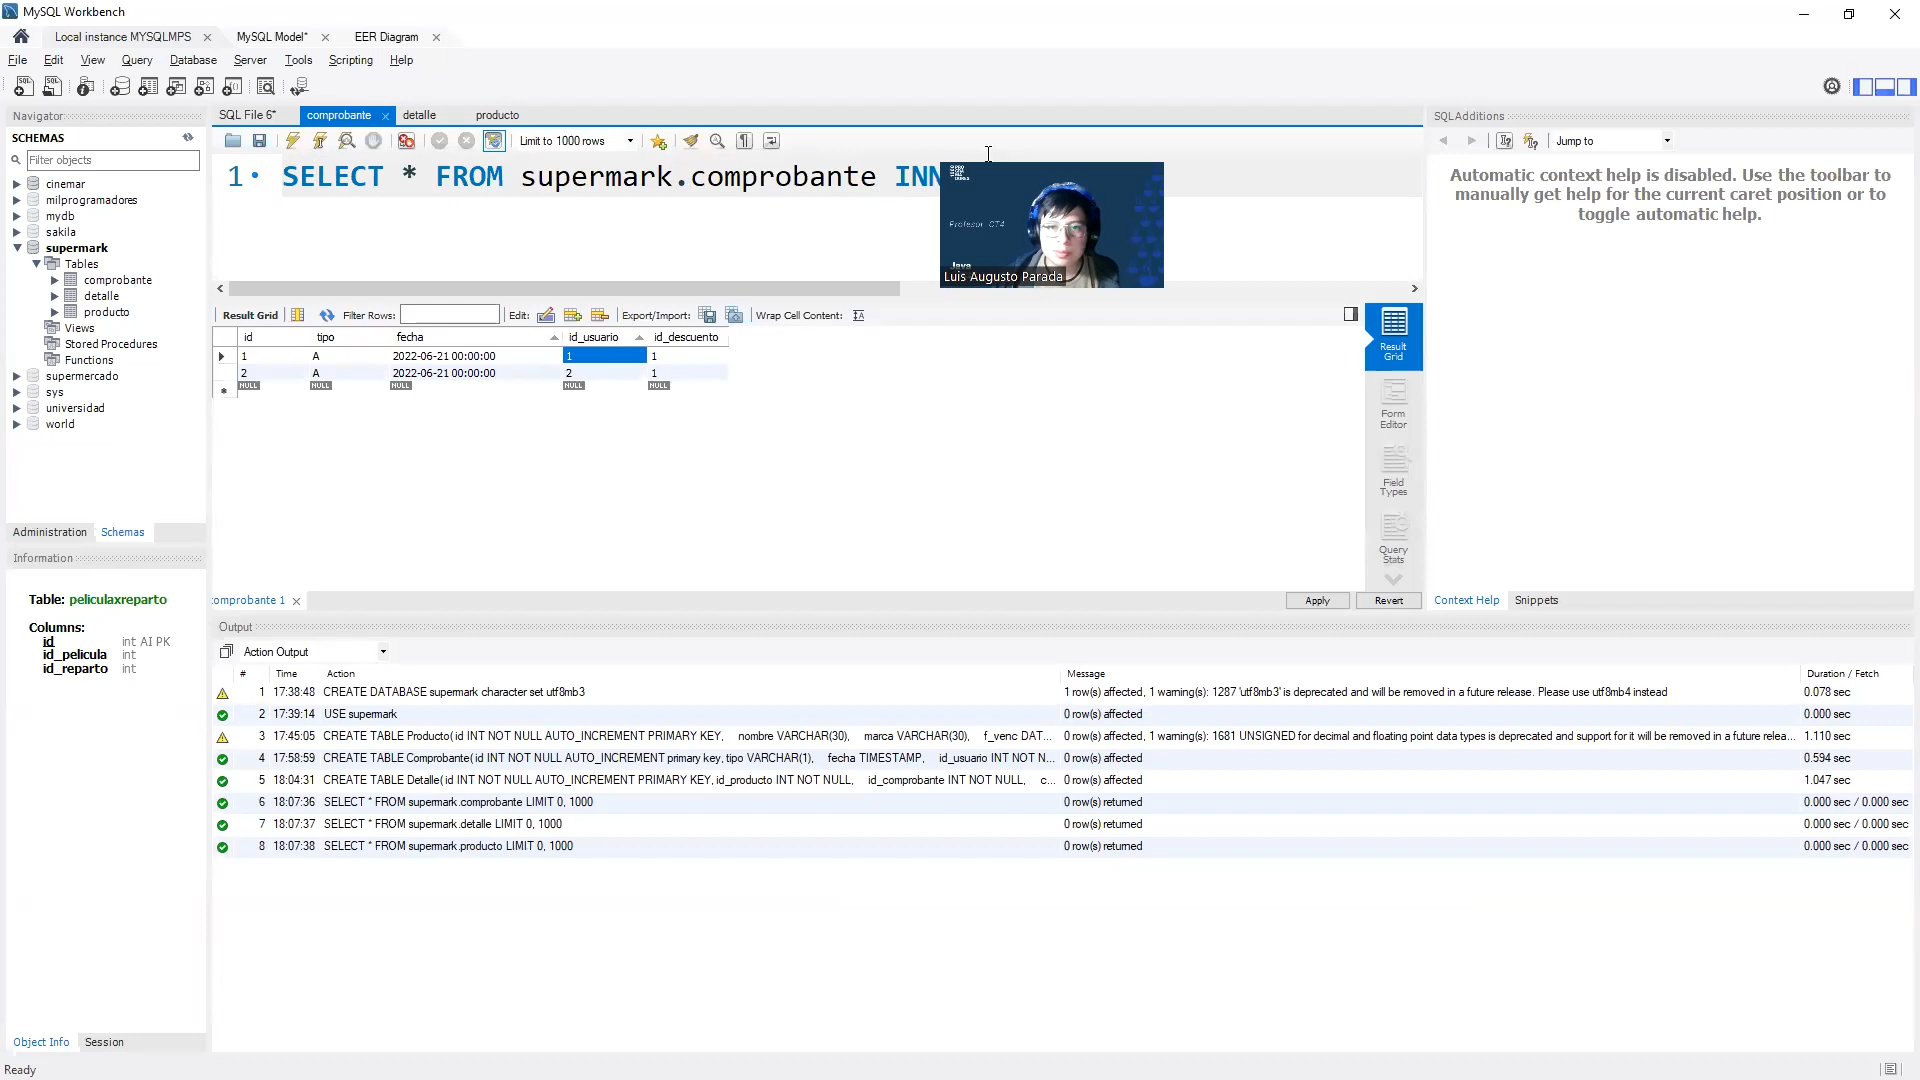 MySQL Workbench
Local instance MYSQLMPS
MySQL Model*
EER Diagram
File Edit View Query Database Server Tools Scripting Help
Navigator
SCHEMAS
Filter objects
cinemar
milprogramadores
mydb
sakila
supermark
Tables
comprobante
detalle
producto
Views
Stored Procedures
Functions
supermercado
sys
universidad
world
Administration Schemas
Information
Table: peliculaxreparto
Columns:
id int AI PK
id_pelicula int
id_reparto int
Object Info Session
Ready
SQL File 6* comprobante detalle producto
Limit to 1000 rows
1 SELECT * FROM supermark.comprobante INN
Profesor CT4
Java
Luis Augusto Parada
Result Grid Filter Rows: Edit: Export/Import: Wrap Cell Content:
id tipo fecha id_usuario id_descuento
1 A 2022-06-21 00:00:00 1 1
2 A 2022-06-21 00:00:00 2 1
NULL NULL NULL NULL NULL
Result Grid
Form Editor
Field Types
Query Stats
omprobante 1
Apply Revert
SQLAdditions
Jump to
Automatic context help is disabled. Use the toolbar to
manually get help for the current caret position or to
toggle automatic help.
Context Help Snippets
Output
Action Output
# Time Action Message Duration / Fetch
1 17:38:48 CREATE DATABASE supermark character set utf8mb3 1 row(s) affected, 1 warning(s): 1287 'utf8mb3' is deprecated and will be removed in a future release. Please use utf8mb4 instead 0.078 sec
2 17:39:14 USE supermark 0 row(s) affected 0.000 sec
3 17:45:05 CREATE TABLE Producto( id INT NOT NULL AUTO_INCREMENT PRIMARY KEY, nombre VARCHAR(30), marca VARCHAR(30), f_venc DAT... 0 row(s) affected, 1 warning(s): 1681 UNSIGNED for decimal and floating point data types is deprecated and support for it will be removed in a future relea... 1.110 sec
4 17:58:59 CREATE TABLE Comprobante( id INT NOT NULL AUTO_INCREMENT primary key, tipo VARCHAR(1), fecha TIMESTAMP, id_usuario INT NOT N... 0 row(s) affected 0.594 sec
5 18:04:31 CREATE TABLE Detalle( id INT NOT NULL AUTO_INCREMENT PRIMARY KEY, id_producto INT NOT NULL, id_comprobante INT NOT NULL, c... 0 row(s) affected 1.047 sec
6 18:07:36 SELECT * FROM supermark.comprobante LIMIT 0, 1000 0 row(s) returned 0.000 sec / 0.000 sec
7 18:07:37 SELECT * FROM supermark.detalle LIMIT 0, 1000 0 row(s) returned 0.000 sec / 0.000 sec
8 18:07:38 SELECT * FROM supermark.producto LIMIT 0, 1000 0 row(s) returned 0.000 sec / 0.000 sec